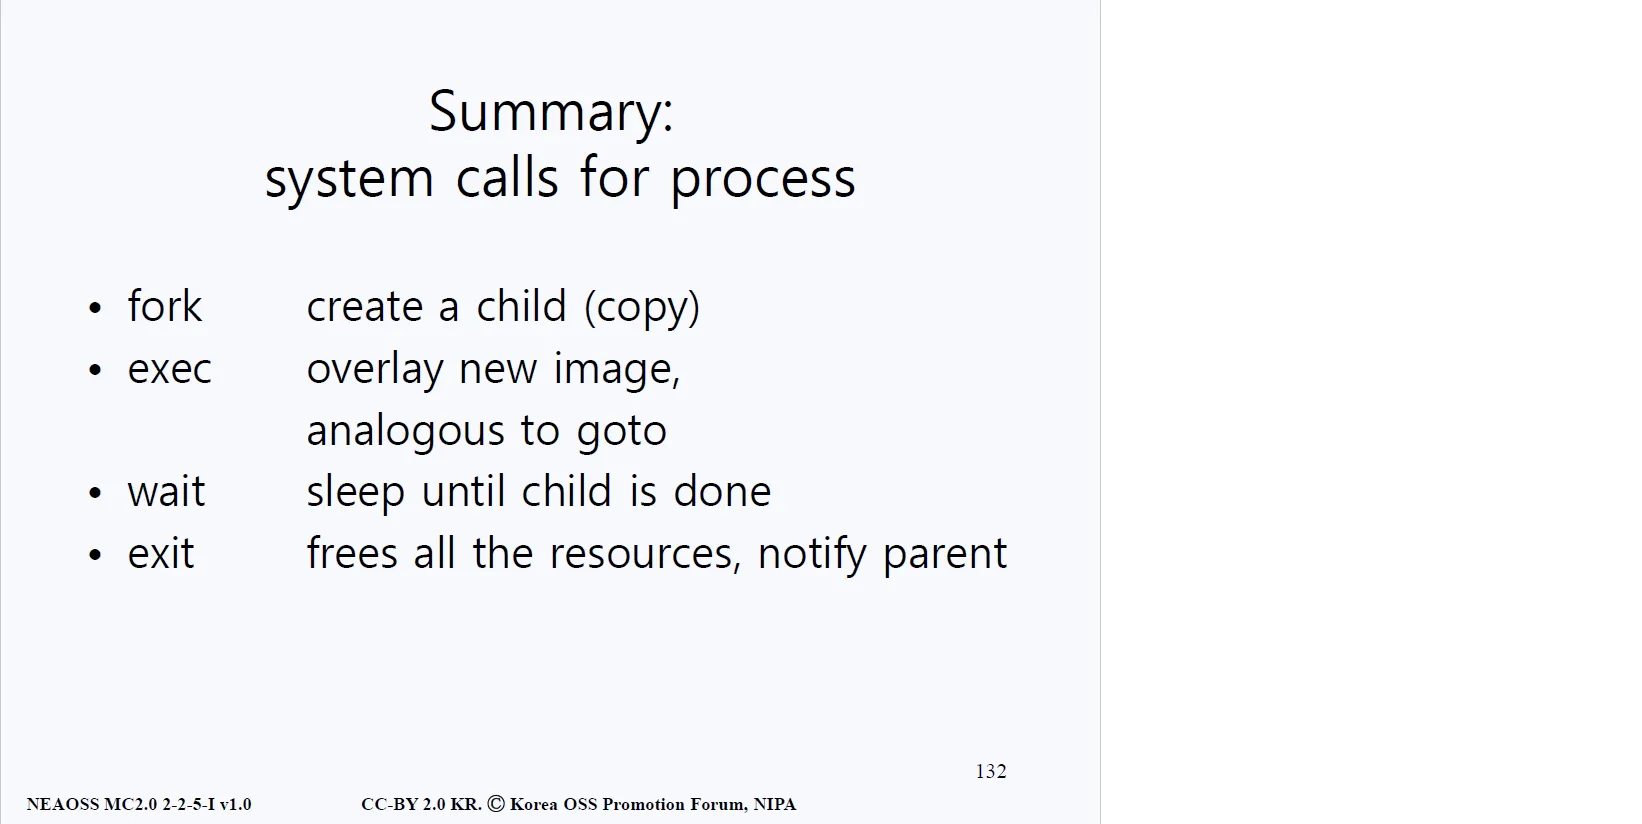 Summary:
system calls for process
• fork create a child (copy)
• exec overlay new image,
analogous to goto
• wait sleep until child is done
• exit frees all the resources, notify parent
132
NEAOSS MC2.0 2-2-5-I v1.0 CC-BY 2.0 KR. Ⓒ Korea OSS Promotion Forum, NIPA